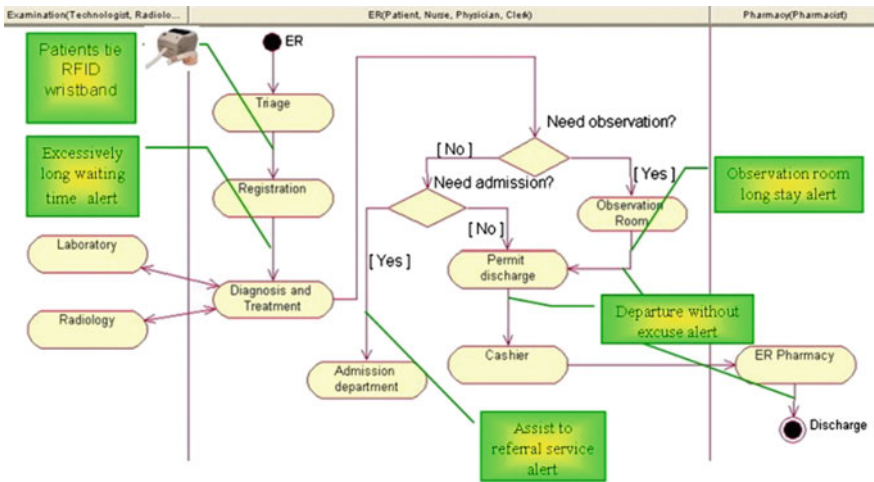 Examination(Technologist, Radiolo...
ER(Patient, Nurse, Physician, Clerk)
Pharmacy(Pharmacist)
Patients tie
RFID
wristband
ER
Triage
Need observation?
Excessively
long waiting
time alert
[ No ]
[ Yes ]
Observation room
long stay alert
Registration
Need admission?
Observation
Room
Laboratory
[ No ]
Permit
discharge
[ Yes ]
Diagnosis and
Treatment
Radiology
Departure without
excuse alert
Admission
department
Cashier
ER Pharmacy
Assist to
referral service
alert
Discharge